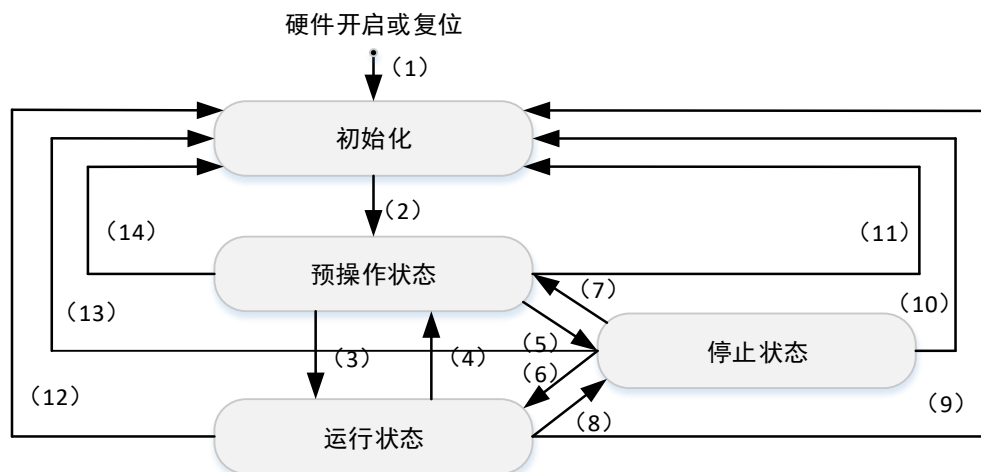 硬件开启或复位
（1）
初始化
（2）
（14）
（11）
预操作状态
（7）
（13）
（10）
（3）
（4）
（5）
停止状态
（6）
（12）
（8）
（9）
运行状态